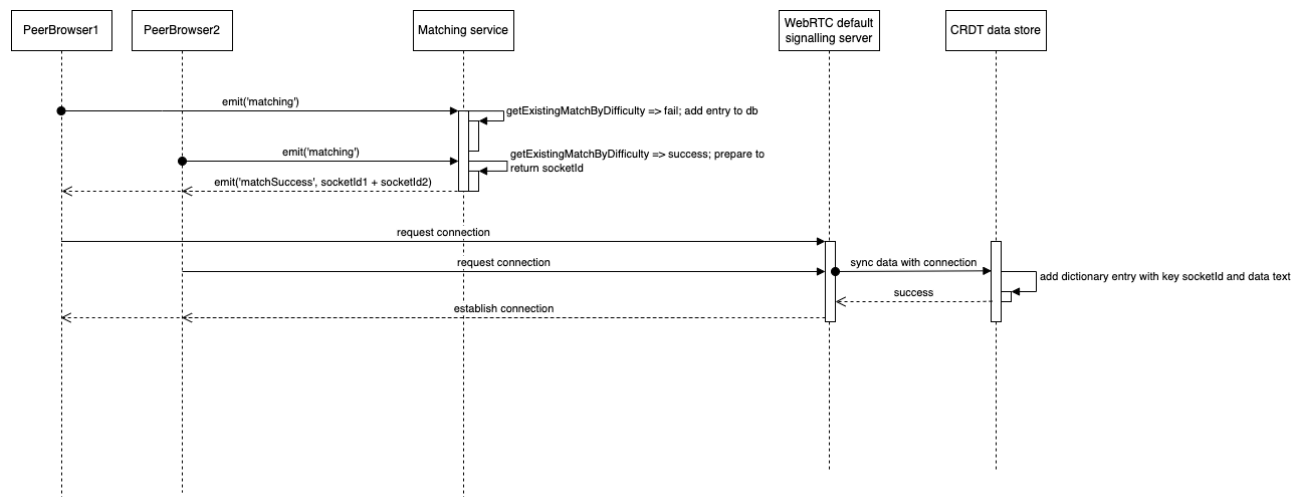 PeerBrowser1
PeerBrowser2
Matching service
WebRTC default
signalling server
CRDT data store
emit('matching')
getExistingMatchByDifficulty => fail; add entry to db
emit('matching')
getExistingMatchByDifficulty => success; prepare to
return socketId
emit('matchSuccess', socketId1 + socketId2)
request connection
request connection
sync data with connection
add dictionary entry with key socketId and data text
success
establish connection